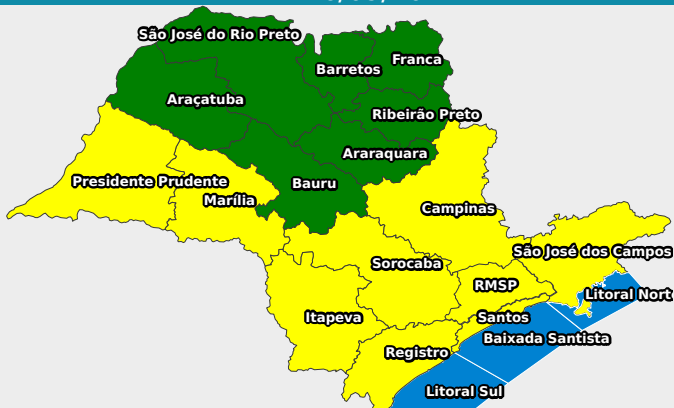 São José do Rio Preto
Franca
Barretos
Araçatuba
Ribeirão Preto
Araraquara
Presidente Prudente
Bauru
Marília
Campinas
São José dos Campos
Sorocaba
RMSP
Litoral Nort
Itapeva
Santos
Baixada Santista
Registro
Litoral Sul